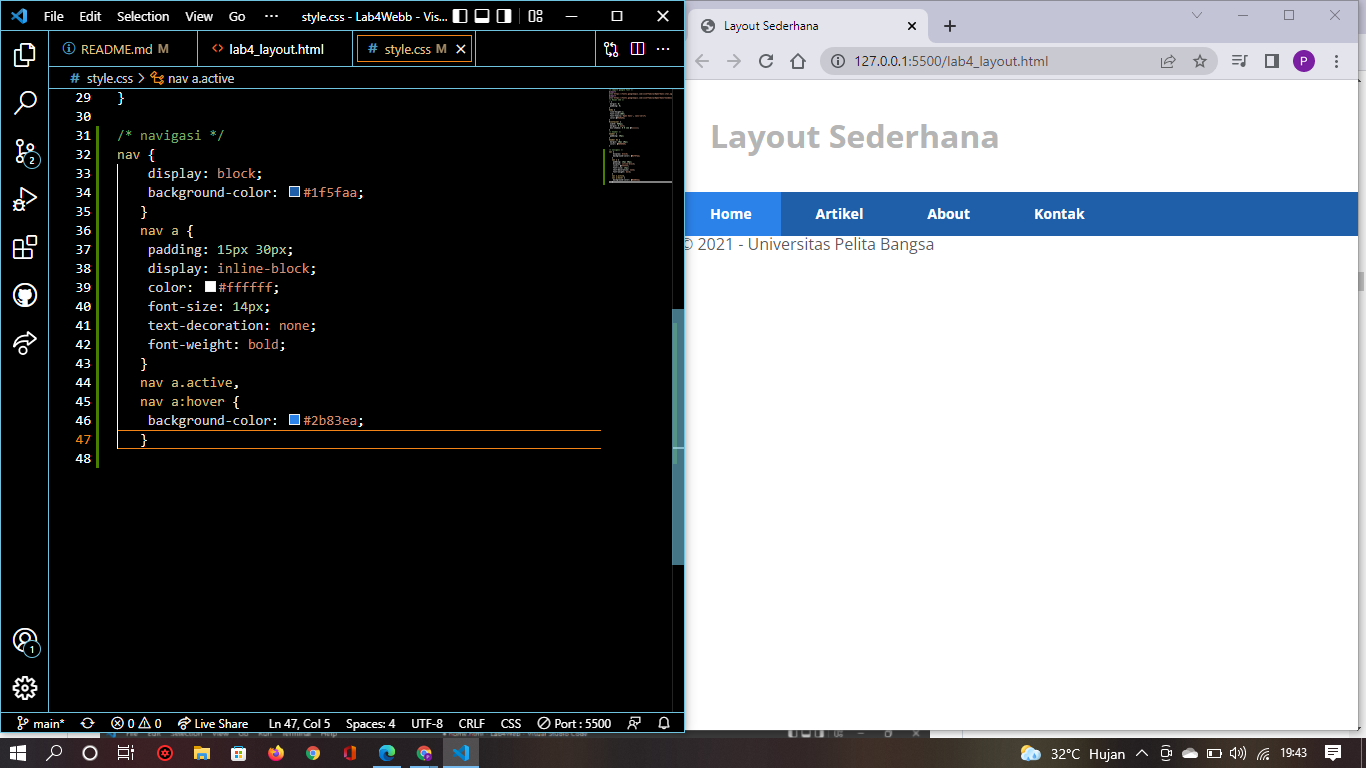 File Edit Selection View Go ··· style.css - Lab4Webb - Vis...
README.md M lab4_layout.html # style.css M
# style.css > nav a.active
29 }
30
31 /* navigasi */
32 nav {
33 display: block;
34 background-color: #1f5faa;
35 }
36 nav a {
37 padding: 15px 30px;
38 display: inline-block;
39 color: #ffffff;
40 font-size: 14px;
41 text-decoration: none;
42 font-weight: bold;
43 }
44 nav a.active,
45 nav a:hover {
46 background-color: #2b83ea;
47 }
48
2
1
main* 0 0 Live Share Ln 47, Col 5 Spaces: 4 UTF-8 CRLF CSS Port : 5500
Layout Sederhana
127.0.0.1:5500/lab4_layout.html P
Layout Sederhana
Home Artikel About Kontak
© 2021 - Universitas Pelita Bangsa
32°C Hujan 19:43